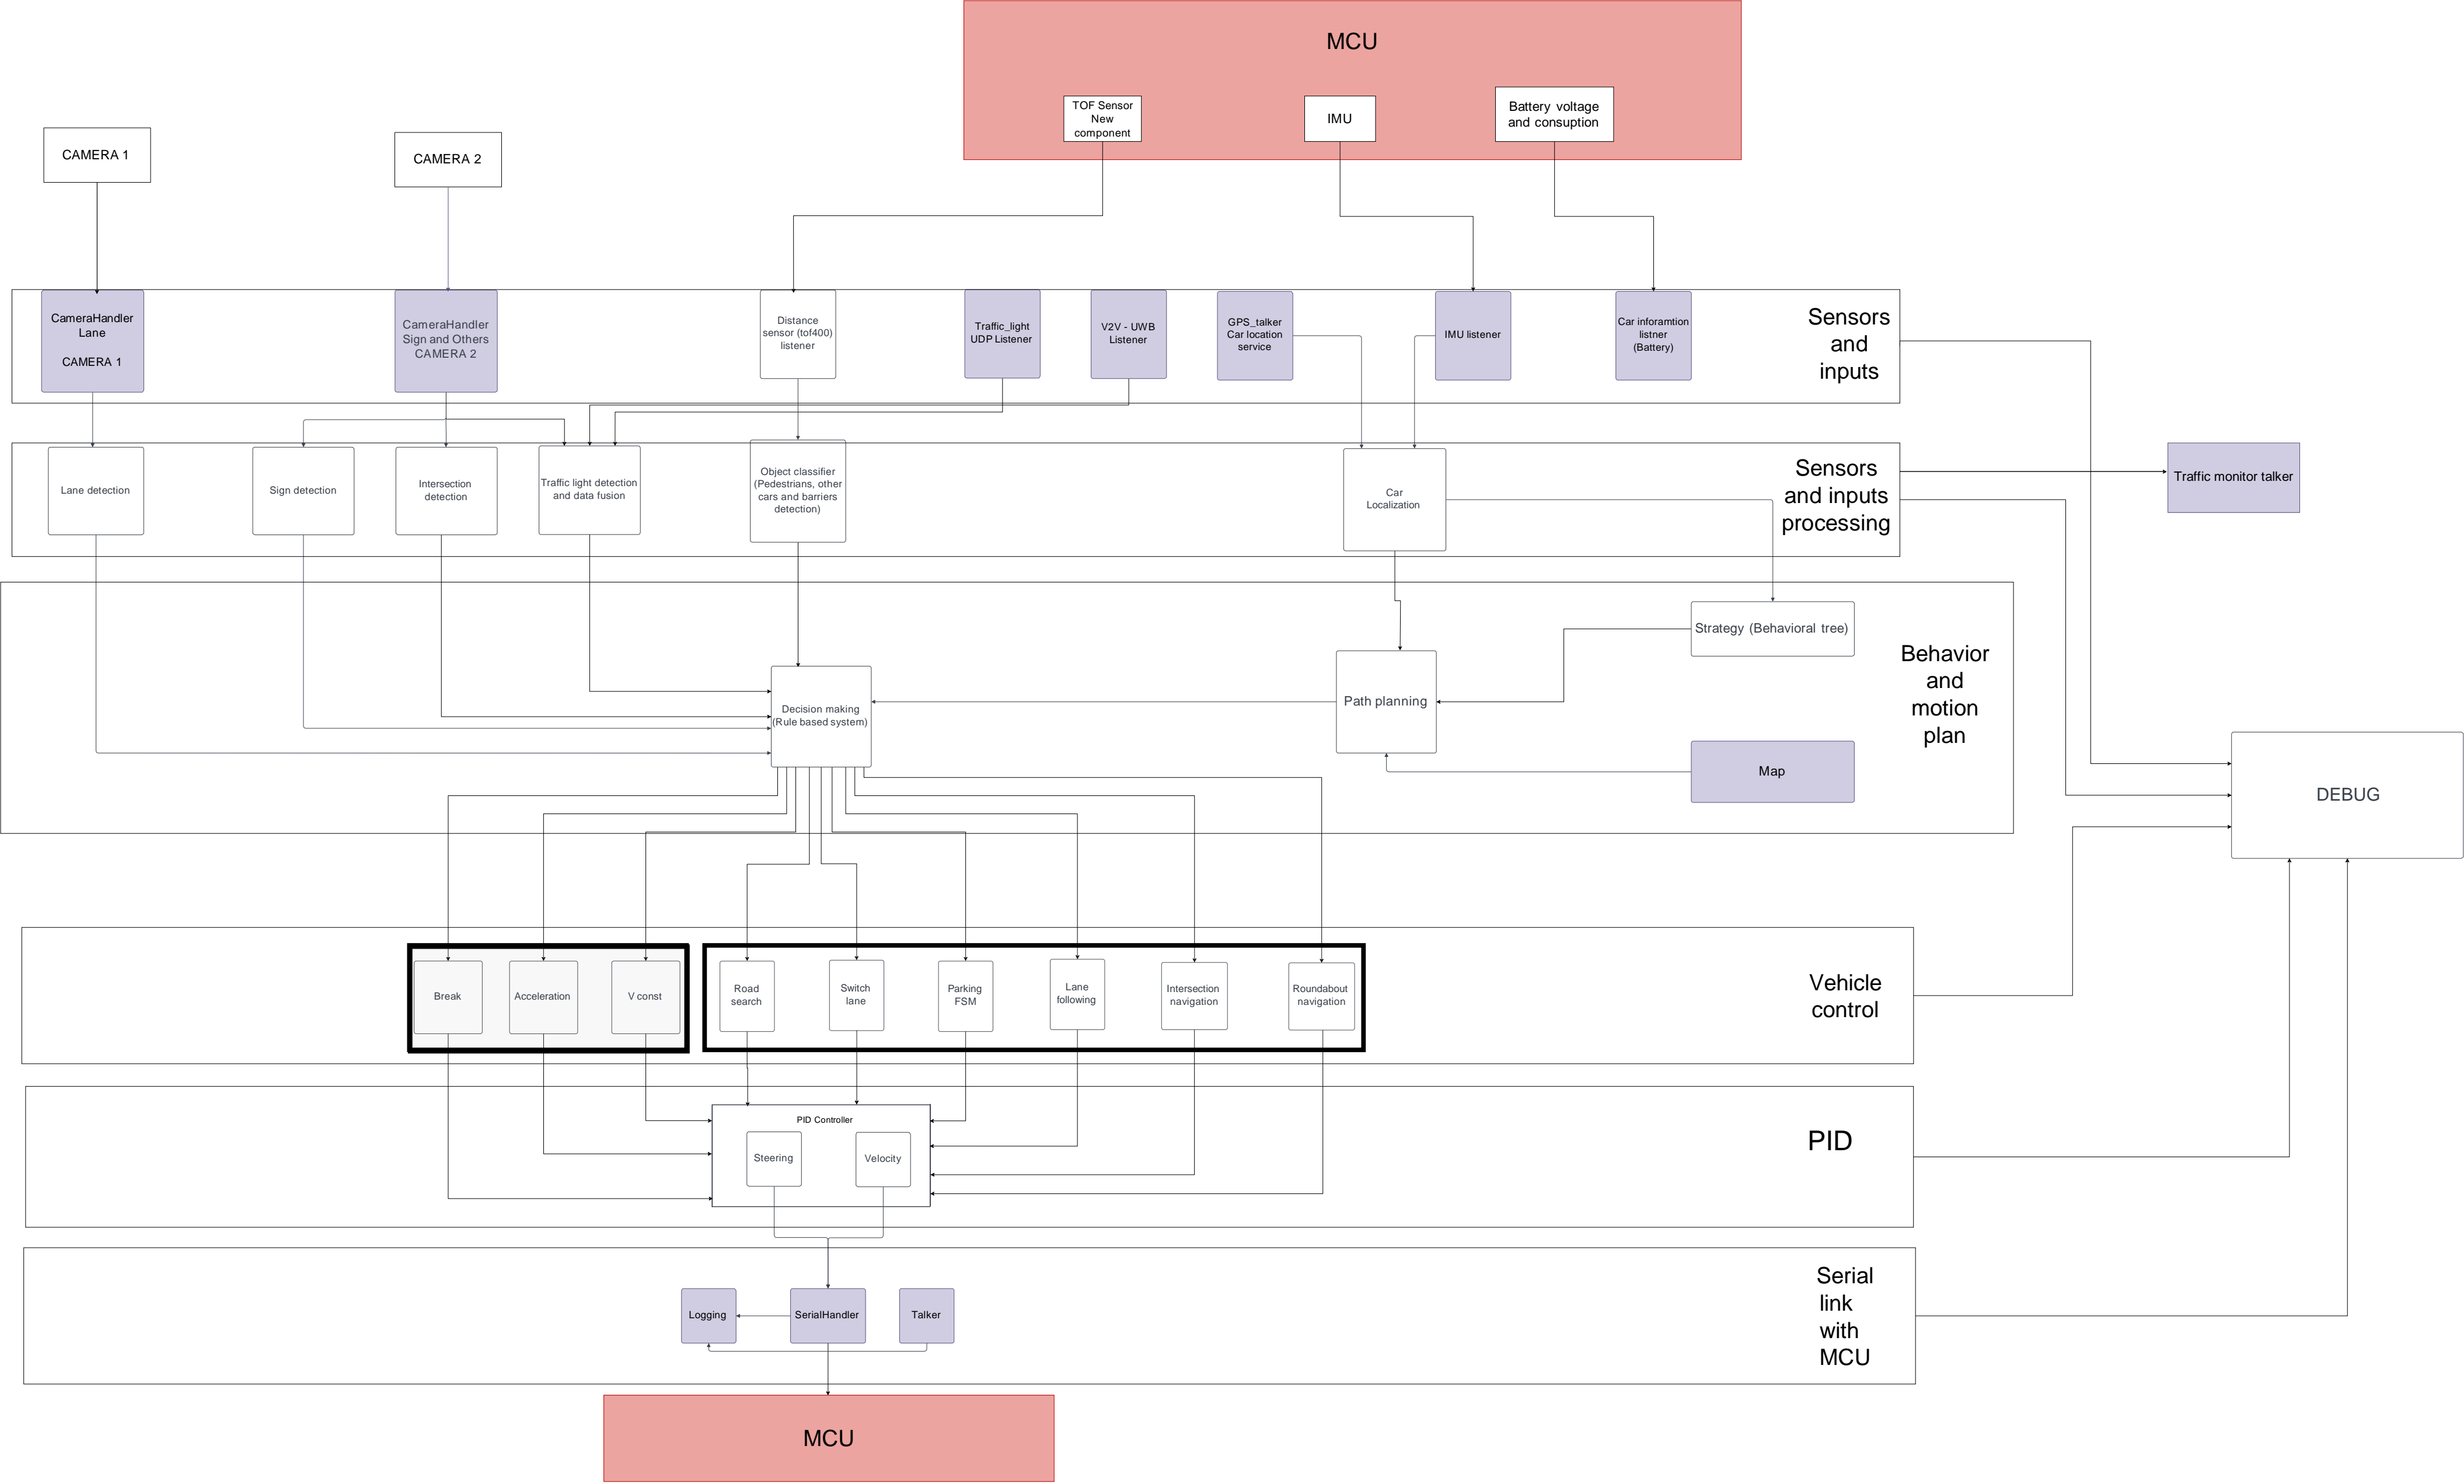 MCU
TOF Sensor
New
component
IMU
Battery voltage
and consuption
CAMERA 1
CAMERA 2
CameraHandler
Lane
CAMERA 1
CameraHandler
Sign and Others
CAMERA 2
Distance
sensor (tof400)
listener
Traffic_light
UDP Listener
V2V - UWB
Listener
GPS_talker
Car location
service
IMU listener
Car inforamtion
listner
(Battery)
Sensors
and
inputs
Lane detection
Sign detection
Intersection
detection
Traffic light detection
and data fusion
Object classifier
(Pedestrians, other
cars and barriers
detection)
Car
Localization
Sensors
and inputs
processing
Traffic monitor talker
Strategy (Behavioral tree)
Behavior
and
motion
plan
Decision making
(Rule based system)
Path planning
Map
DEBUG
Break
Acceleration
V const
Road
search
Switch
lane
Parking
FSM
Lane
following
Intersection
navigation
Roundabout
navigation
Vehicle
control
PID Controller
Steering
Velocity
PID
Logging
SerialHandler
Talker
Serial
link
with
MCU
MCU